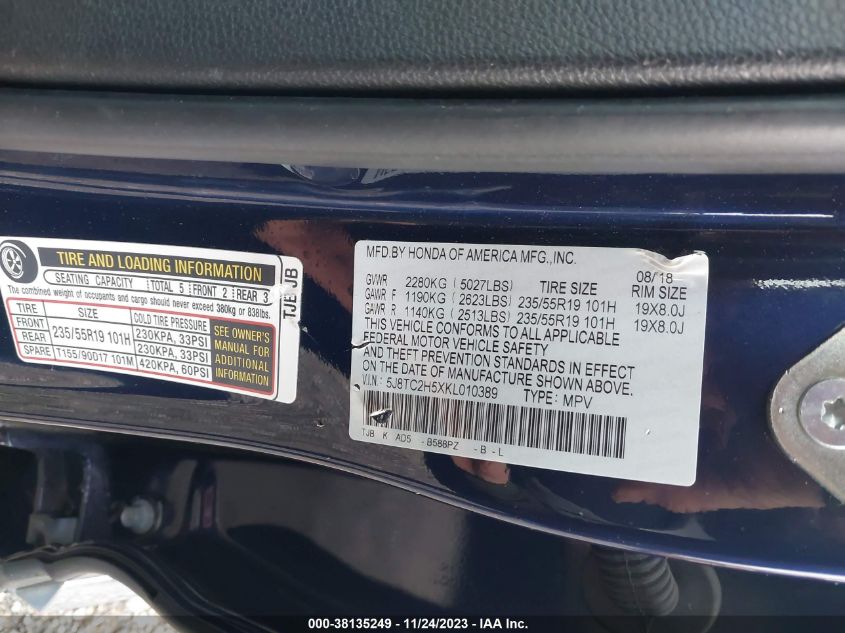 TIRE AND LOADING INFORMATION
SEATING CAPACITY TOTAL 5 FRONT 2 REAR 3
The combined weight of occupants and cargo should never exceed 380kg or 838lbs.
TIRE SIZE COLD TIRE PRESSURE
FRONT 235/55R19 101H 230KPA, 33PSI
REAR 230KPA, 33PSI
SPARE T155/90D17 101M 420KPA, 60PSI
SEE OWNER'S
MANUAL FOR
ADDITIONAL
INFORMATION
MFD.BY HONDA OF AMERICA MFG.,INC.
08/18
GVWR 2280KG (5027LBS) TIRE SIZE RIM SIZE
GAWR F 1190KG (2623LBS) 235/55R19 101H 19X8.0J
GAWR R 1140KG (2513LBS) 235/55R19 101H 19X8.0J
THIS VEHICLE CONFORMS TO ALL APPLICABLE
FEDERAL MOTOR VEHICLE SAFETY
AND THEFT PREVENTION STANDARDS IN EFFECT
ON THE DATE OF MANUFACTURE SHOWN ABOVE.
V.I.N.: 5J8TC2H5XKL010389 TYPE: MPV
TJB K AD5 -B588PZ -B-L
000-38135249 - 11/24/2023 - IAA Inc.